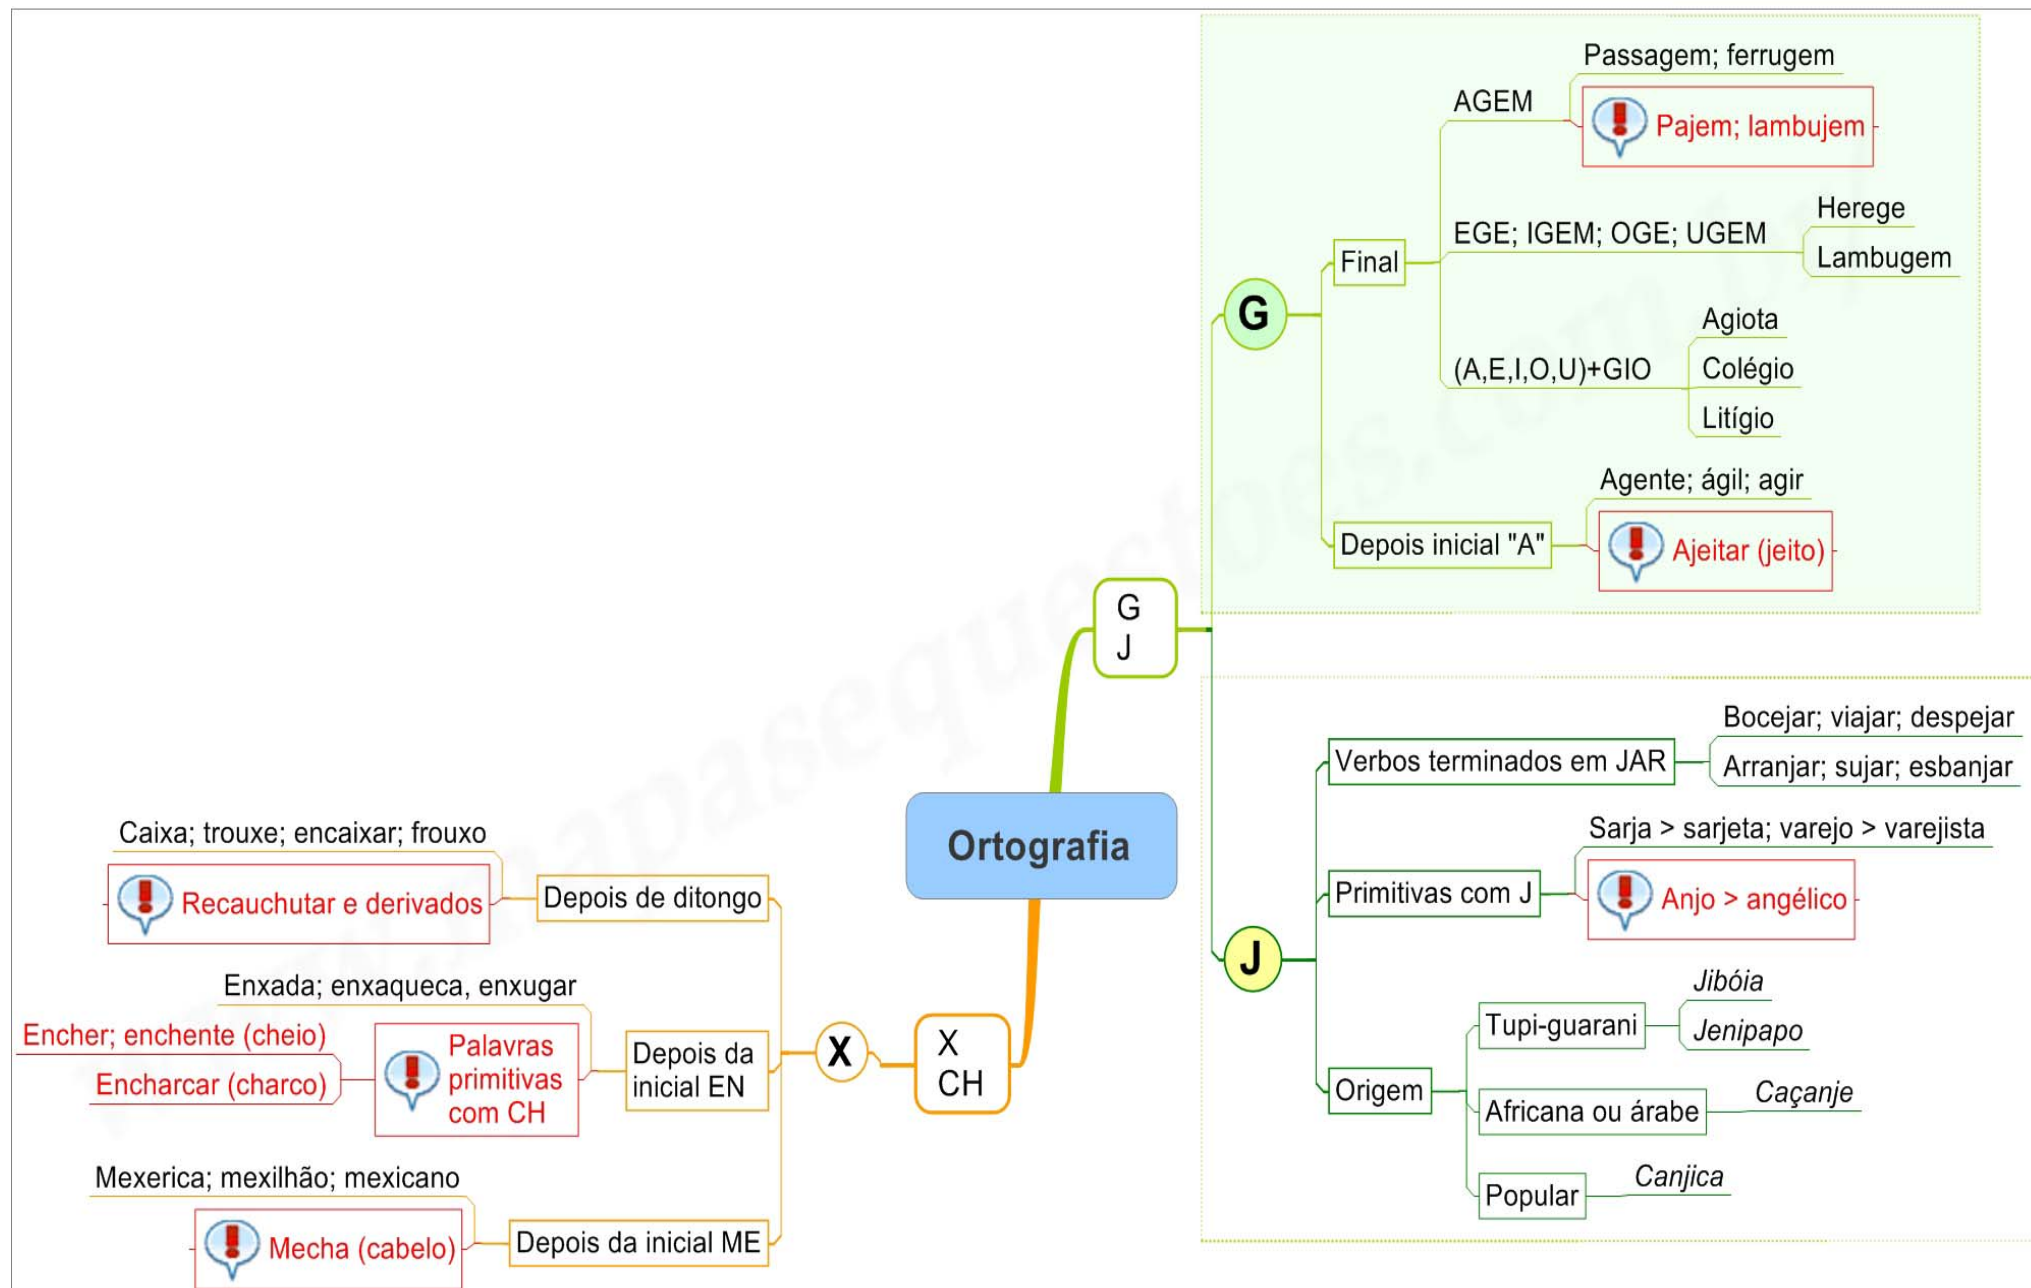 Ortografia
G
J
G
Final
AGEM
Passagem; ferrugem
Pajem; lambujem
EGE; IGEM; OGE; UGEM
Herege
Lambugem
(A,E,I,O,U)+GIO
Agiota
Colégio
Litígio
Depois inicial "A"
Agente; ágil; agir
Ajeitar (jeito)
J
Verbos terminados em JAR
Bocejar; viajar; despejar
Arranjar; sujar; esbanjar
Primitivas com J
Sarja > sarjeta; varejo > varejista
Anjo > angélico
Origem
Tupi-guarani
Jibóia
Jenipapo
Africana ou árabe
Caçanje
Popular
Canjica
X
CH
X
Depois de ditongo
Caixa; trouxe; encaixar; frouxo
Recauchutar e derivados
Depois da
inicial EN
Enxada; enxaqueca, enxugar
Palavras
primitivas
com CH
Encher; enchente (cheio)
Encharcar (charco)
Depois da inicial ME
Mexerica; mexilhão; mexicano
Mecha (cabelo)
www.mapasequestoes.com.br/